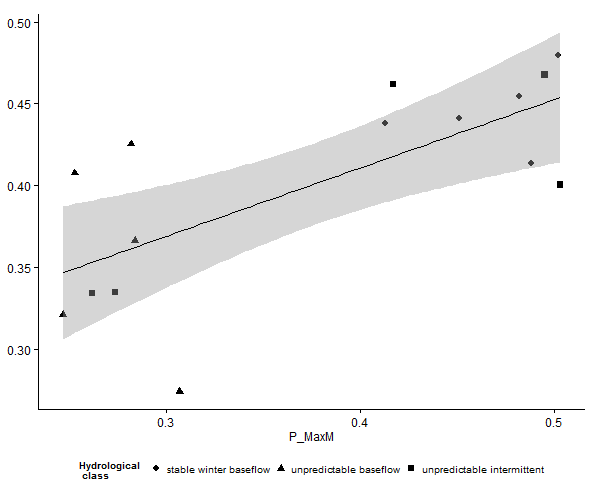 0.50
0.45
0.40
0.35
0.30
0.3 0.4 0.5
P_MaxM
Hydrological
class
stable winter baseflow unpredictable baseflow unpredictable intermittent